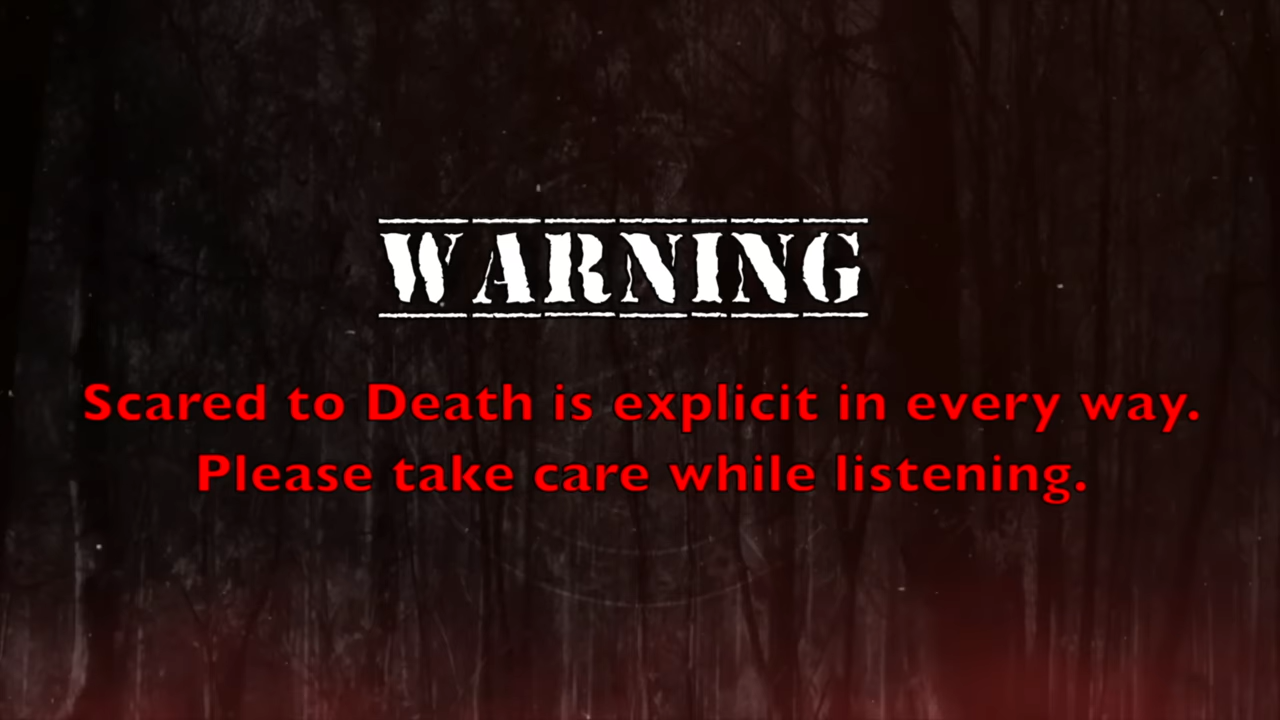 WARNING
Scared to Death is explicit in every way.
Please take care while listening.